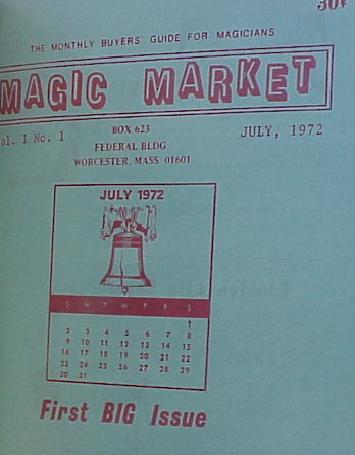 30¢
THE MONTHLY BUYERS' GUIDE FOR MAGICIANS
MAGIC MARKET
ol. I No. 1
BOX 623
FEDERAL BLDG.
WORCESTER, MASS 01601
JULY, 1972
JULY 1972
S M T W T F S
1
2 3 4 5 6 7 8
9 10 11 12 13 14 15
16 17 18 19 20 21 22
23 24 25 26 27 28 29
30 31
First BIG Issue